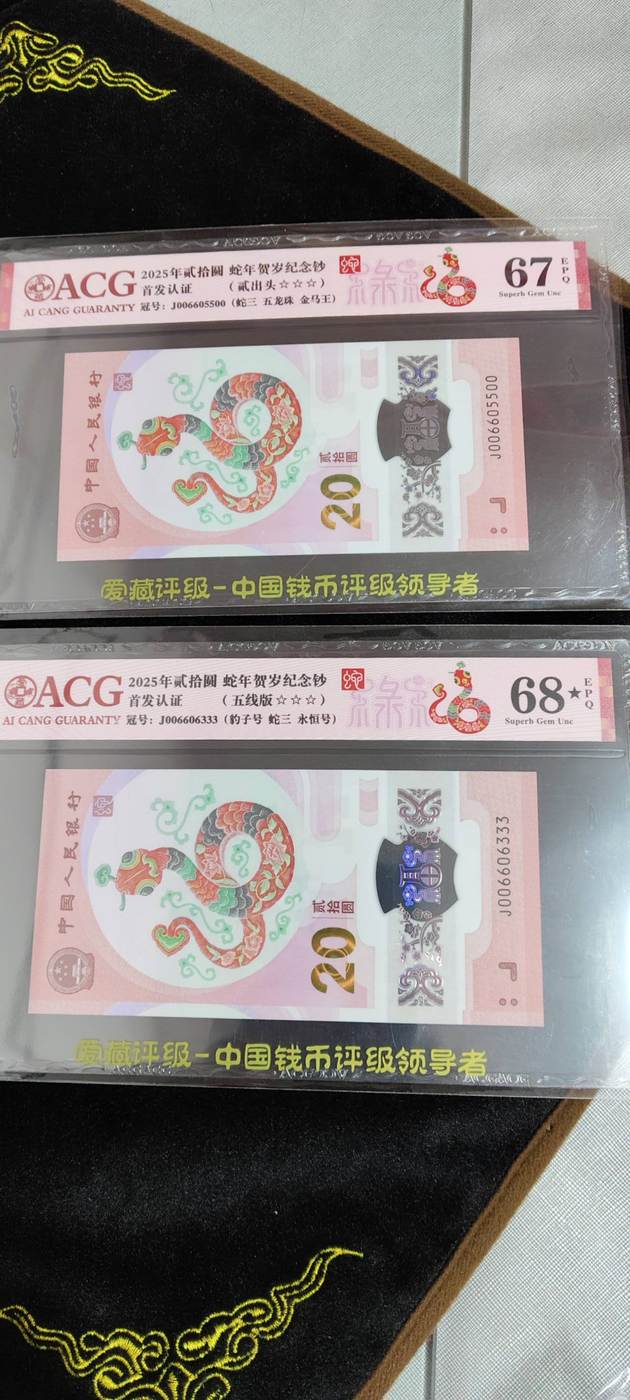 ACG
AI CANG GUARANTY
2025年贰拾圆 蛇年贺岁纪念钞
首发认证 (贰出头☆☆☆)
冠号: J006605500 (蛇三 五龙珠 金马王)
67 EPQ
Superb Gem Unc
中国人民银行
贰拾圆
20
J006605500
爱藏评级-中国钱币评级领导者
ACG
AI CANG GUARANTY
2025年贰拾圆 蛇年贺岁纪念钞
首发认证 (五线版☆☆☆)
冠号: J006606333 (豹子号 蛇三 永恒号)
68★ EPQ
Superb Gem Unc
中国人民银行
贰拾圆
20
J006606333
爱藏评级-中国钱币评级领导者